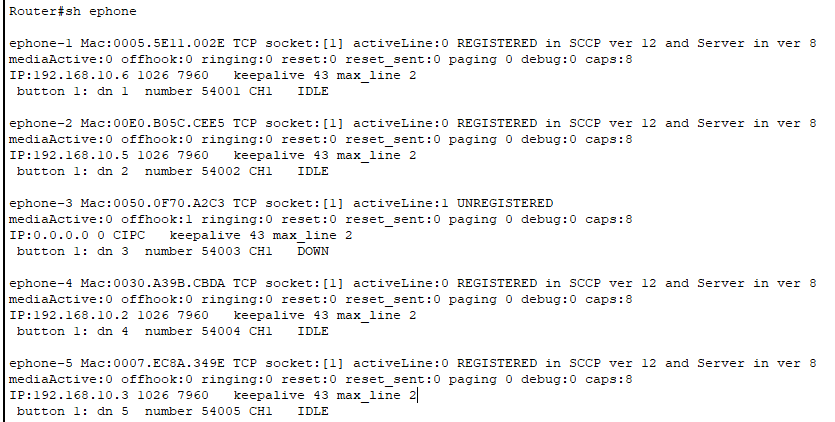 Router#sh ephone
ephone-1 Mac:0005.5E11.002E TCP socket:[1] activeLine:0 REGISTERED in SCCP ver 12 and Server in ver 8
mediaActive:0 offhook:0 ringing:0 reset:0 reset_sent:0 paging 0 debug:0 caps:8
IP:192.168.10.6 1026 7960 keepalive 43 max_line 2
button 1: dn 1 number 54001 CH1 IDLE
ephone-2 Mac:00E0.B05C.CEE5 TCP socket:[1] activeLine:0 REGISTERED in SCCP ver 12 and Server in ver 8
mediaActive:0 offhook:0 ringing:0 reset:0 reset_sent:0 paging 0 debug:0 caps:8
IP:192.168.10.5 1026 7960 keepalive 43 max_line 2
button 1: dn 2 number 54002 CH1 IDLE
ephone-3 Mac:0050.0F70.A2C3 TCP socket:[1] activeLine:1 UNREGISTERED
mediaActive:0 offhook:1 ringing:0 reset:0 reset_sent:0 paging 0 debug:0 caps:8
IP:0.0.0.0 0 CIPC keepalive 43 max_line 2
button 1: dn 3 number 54003 CH1 DOWN
ephone-4 Mac:0030.A39B.CBDA TCP socket:[1] activeLine:0 REGISTERED in SCCP ver 12 and Server in ver 8
mediaActive:0 offhook:0 ringing:0 reset:0 reset_sent:0 paging 0 debug:0 caps:8
IP:192.168.10.2 1026 7960 keepalive 43 max_line 2
button 1: dn 4 number 54004 CH1 IDLE
ephone-5 Mac:0007.EC8A.349E TCP socket:[1] activeLine:0 REGISTERED in SCCP ver 12 and Server in ver 8
mediaActive:0 offhook:0 ringing:0 reset:0 reset_sent:0 paging 0 debug:0 caps:8
IP:192.168.10.3 1026 7960 keepalive 43 max_line 2
button 1: dn 5 number 54005 CH1 IDLE